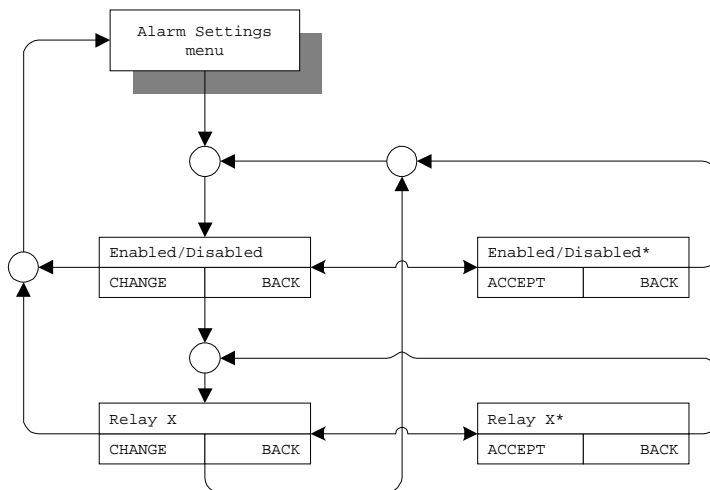 Alarm Settings
menu
Enabled/Disabled
CHANGE BACK
Enabled/Disabled*
ACCEPT BACK
Relay X
CHANGE BACK
Relay X*
ACCEPT BACK